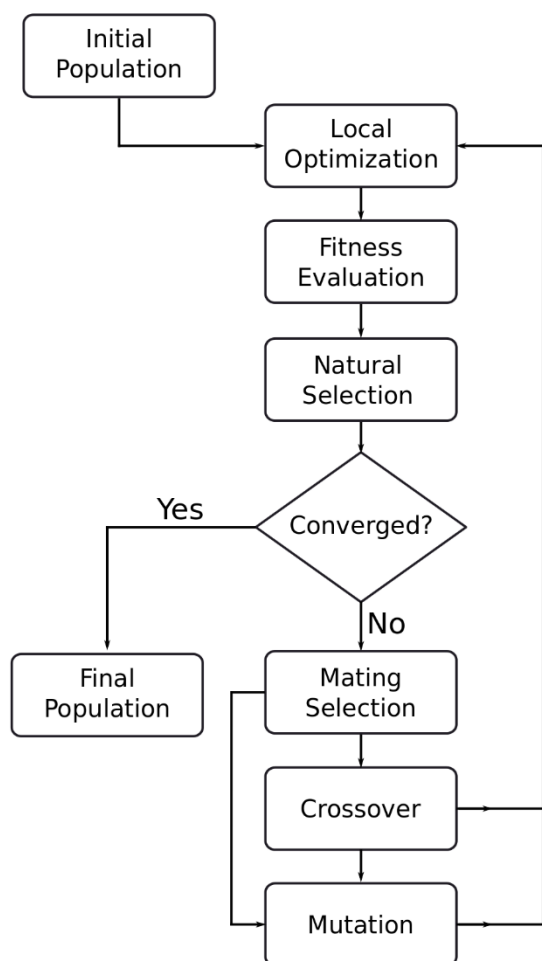 Initial
Population
Local
Optimization
Fitness
Evaluation
Natural
Selection
Converged?
Yes
No
Final
Population
Mating
Selection
Crossover
Mutation